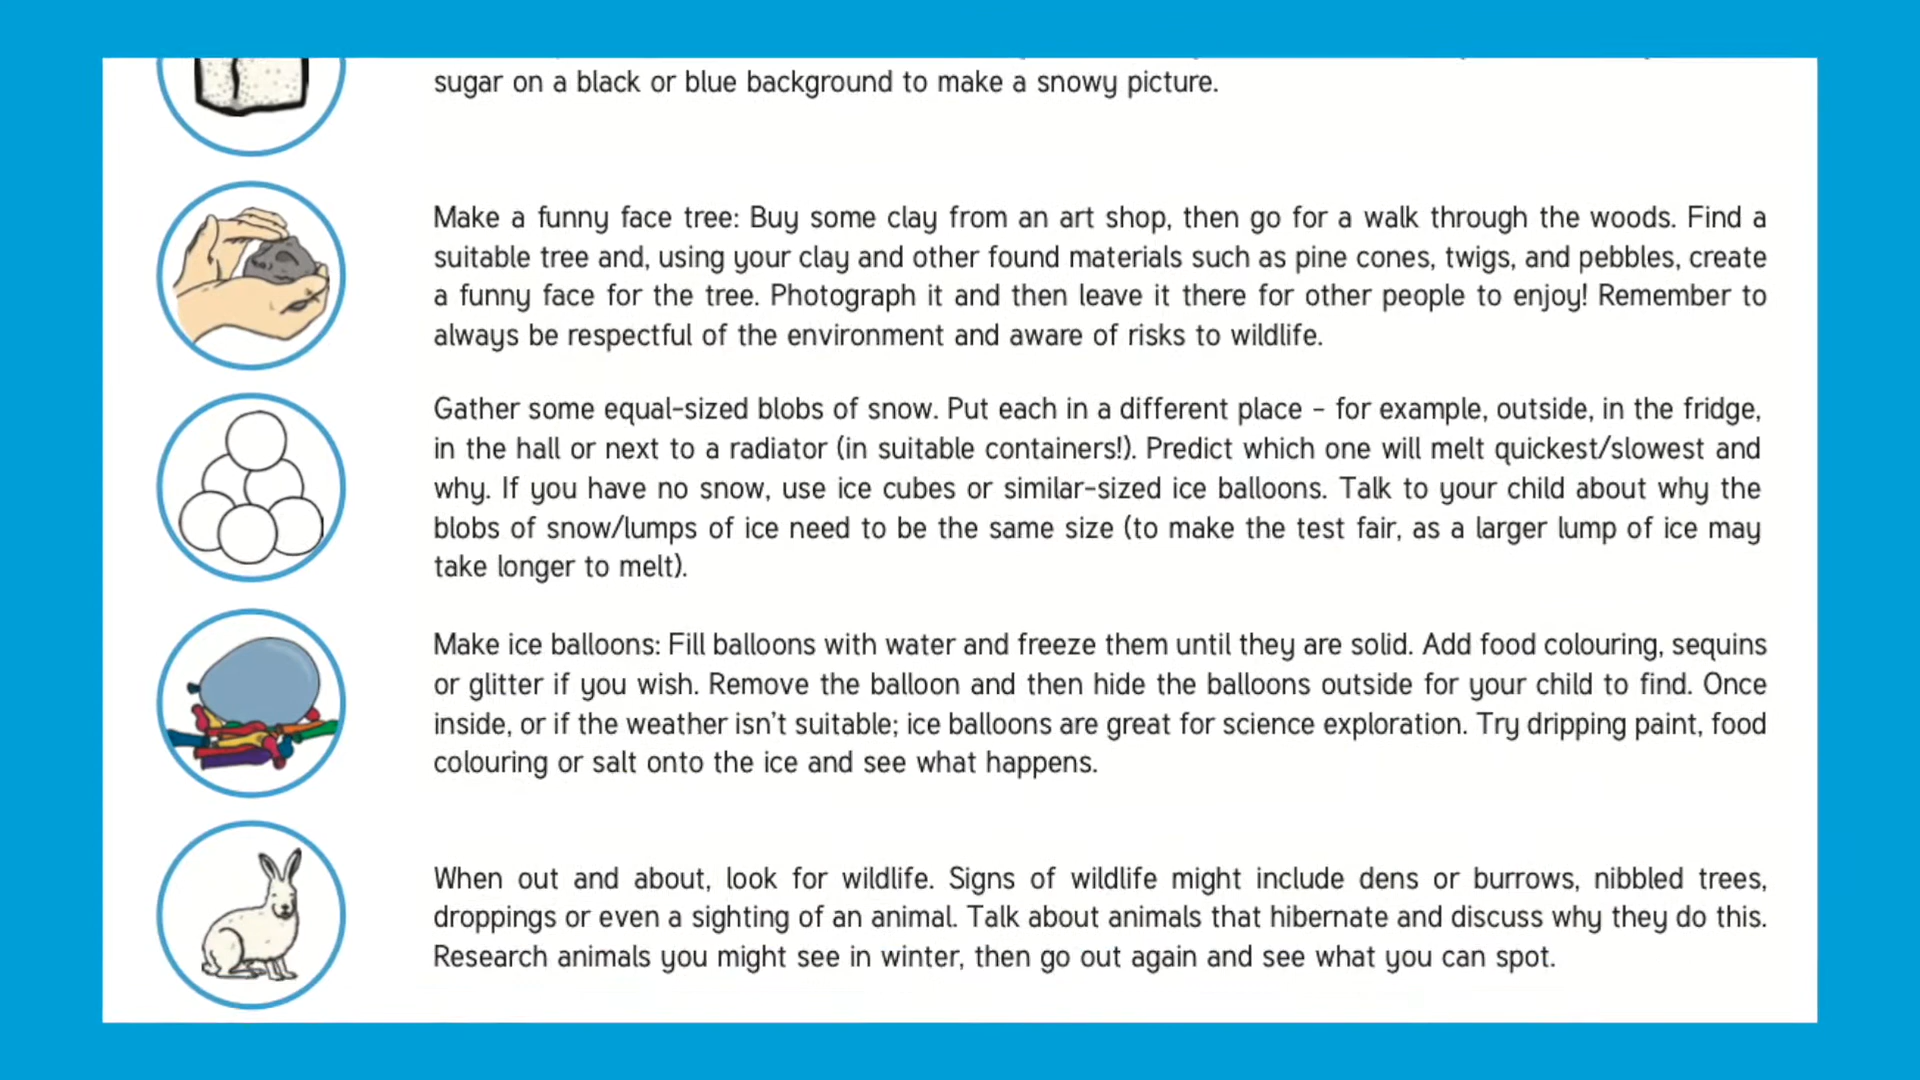 sugar on a black or blue background to make a snowy picture.
Make a funny face tree: Buy some clay from an art shop, then go for a walk through the woods. Find a
suitable tree and, using your clay and other found materials such as pine cones, twigs, and pebbles, create
a funny face for the tree. Photograph it and then leave it there for other people to enjoy! Remember to
always be respectful of the environment and aware of risks to wildlife.
Gather some equal-sized blobs of snow. Put each in a different place – for example, outside, in the fridge,
in the hall or next to a radiator (in suitable containers!). Predict which one will melt quickest/slowest and
why. If you have no snow, use ice cubes or similar-sized ice balloons. Talk to your child about why the
blobs of snow/lumps of ice need to be the same size (to make the test fair, as a larger lump of ice may
take longer to melt).
Make ice balloons: Fill balloons with water and freeze them until they are solid. Add food colouring, sequins
or glitter if you wish. Remove the balloon and then hide the balloons outside for your child to find. Once
inside, or if the weather isn't suitable; ice balloons are great for science exploration. Try dripping paint, food
colouring or salt onto the ice and see what happens.
When out and about, look for wildlife. Signs of wildlife might include dens or burrows, nibbled trees,
droppings or even a sighting of an animal. Talk about animals that hibernate and discuss why they do this.
Research animals you might see in winter, then go out again and see what you can spot.